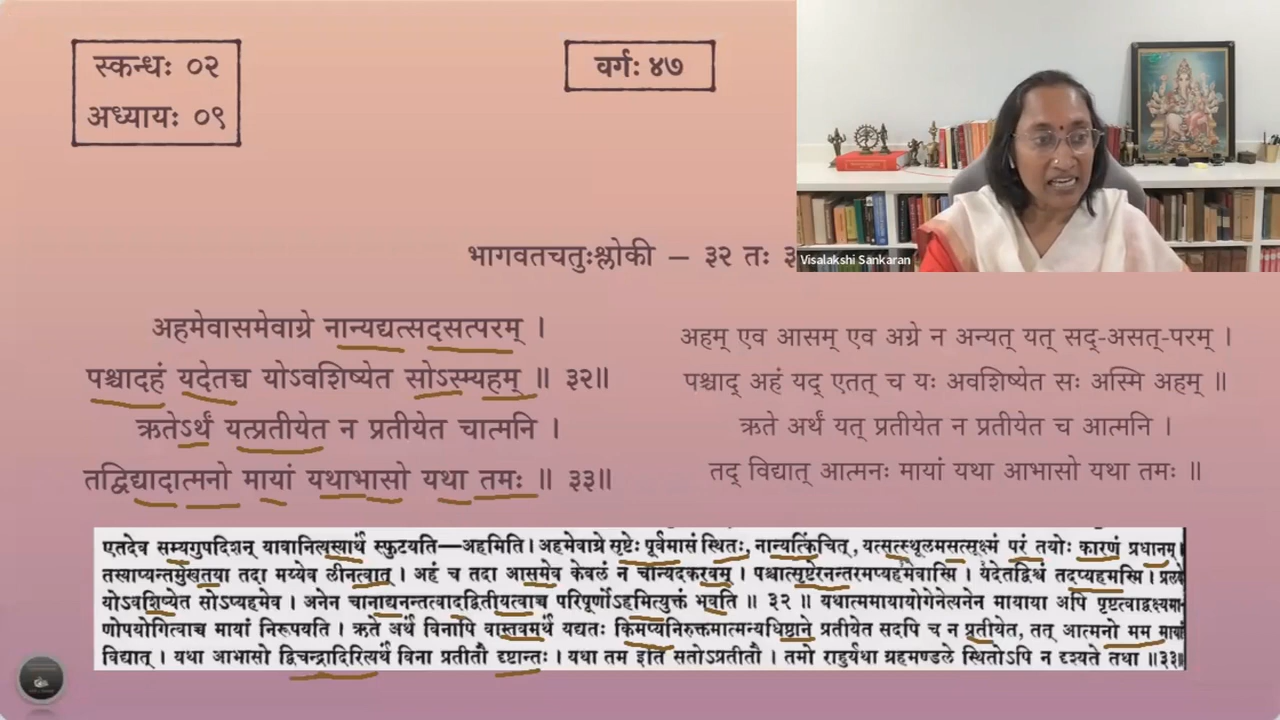 स्कन्धः ०२
अध्यायः ०९
वर्गः ४७
Visalakshi Sankaran
भागवतचतुःश्लोकी – ३२ तः
अहमेवासमेवाग्रे नान्यद्यत्सदसत्परम् ।
पश्चादहं यदेतच्च योऽवशिष्येत सोऽस्म्यहम् ॥ ३२॥
ऋतेऽर्थं यत्प्रतीयेत न प्रतीयेत चात्मनि ।
तद्विद्यादात्मनो मायां यथाभासो यथा तमः ॥ ३३॥
अहम् एव आसम् एव अग्रे न अन्यत् यत् सद्-असत्-परम् ।
पश्चाद् अहं यद् एतत् च यः अवशिष्येत सः अस्मि अहम् ॥
ऋते अर्थं यत् प्रतीयेत न प्रतीयेत च आत्मनि ।
तद् विद्यात् आत्मनः मायां यथा आभासो यथा तमः ॥
एतदेव सम्यगुपदिशन् यावानित्यस्यार्थं स्फुटयति—अहमिति । अहमेवाग्रे सृष्टेः पूर्वमासं स्थितः, नान्यत्किंचित्, यत्सत्स्थूलमसत्सूक्ष्मं परं तयोः कारणं प्रधानम् ।
तस्याप्यन्तर्मुखतया तदा मय्येव लीनत्वात् । अहं च तदा आसमेव केवलं न चान्यदकरवम् । पश्चात्सृष्टेरनन्तरमप्यहमेवास्मि । यदेतद्विश्वं तदप्यहमस्मि । प्रलये
योऽवशिष्येत सोऽप्यहमेव । अनेन चानाद्यनन्तत्वादद्वितीयत्वाच्च परिपूर्णोऽहमित्युक्तं भवति ॥ ३२ ॥ यथात्ममायायोगेनेत्यनेन मायाया अपि पृष्टत्वाद्वक्ष्यमा-
णोपयोगित्वाच्च मायां निरूपयति । ऋते अर्थं विनापि वास्तवमर्थं यद्यतः किमप्यनिरुक्तमात्मन्यधिष्ठाने प्रतीयेत सदपि च न प्रतीयेत, तत् आत्मनो मम मायां
विद्यात् । यथा आभासो द्विचन्द्रादिरित्यर्थं विना प्रतीतौ दृष्टान्तः । यथा तम इति सतोऽप्रतीतौ । तमो राहुर्यथा ग्रहमण्डले स्थितोऽपि न दृश्यते तथा ॥३३॥